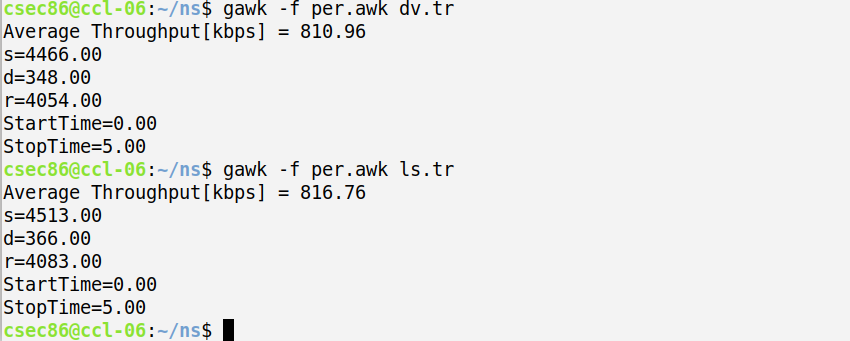 csec86@ccl-06:~/ns$ gawk -f per.awk dv.tr
Average Throughput[kbps] = 810.96
s=4466.00
d=348.00
r=4054.00
StartTime=0.00
StopTime=5.00
csec86@ccl-06:~/ns$ gawk -f per.awk ls.tr
Average Throughput[kbps] = 816.76
s=4513.00
d=366.00
r=4083.00
StartTime=0.00
StopTime=5.00
csec86@ccl-06:~/ns$